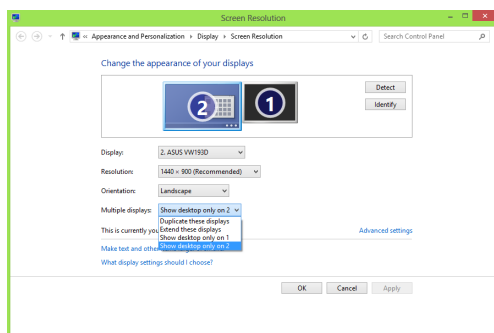 Screen Resolution
« Appearance and Personalization ▸ Display ▸ Screen Resolution
Search Control Panel
Change the appearance of your displays
2
1
Detect
Identify
Display: 2. ASUS VW193D
Resolution: 1440 × 900 (Recommended)
Orientation: Landscape
Multiple displays: Show desktop only on 2
Duplicate these displays
This is currently you
Extend these displays
Advanced settings
Show desktop only on 1
Make text and othe
Show desktop only on 2
What display settings should I choose?
OK Cancel Apply